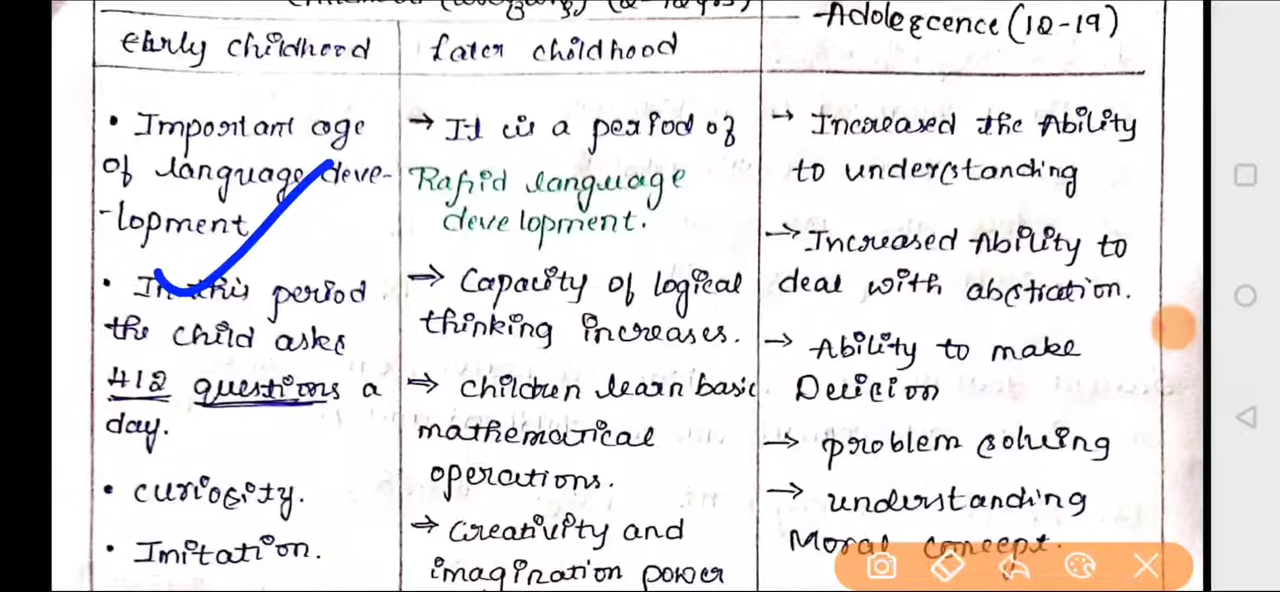 -Adolescence (12-19)
Early childhood
later childhood
• Important age
of language deve-
-lopment
• In this period
the child asks
412 questions a
day.
• curiosity.
• Imitation.
→ It is a period of
Rapid language
development.
→ Capacity of logical
thinking increases.
→ children learn basic
mathematical
operations.
→ Creativity and
imagination power
→ Increased the Ability
to understanding
→ Increased Ability to
deal with abstration.
→ Ability to make
Decision
→ problem solving
→ understanding
Moral concept.